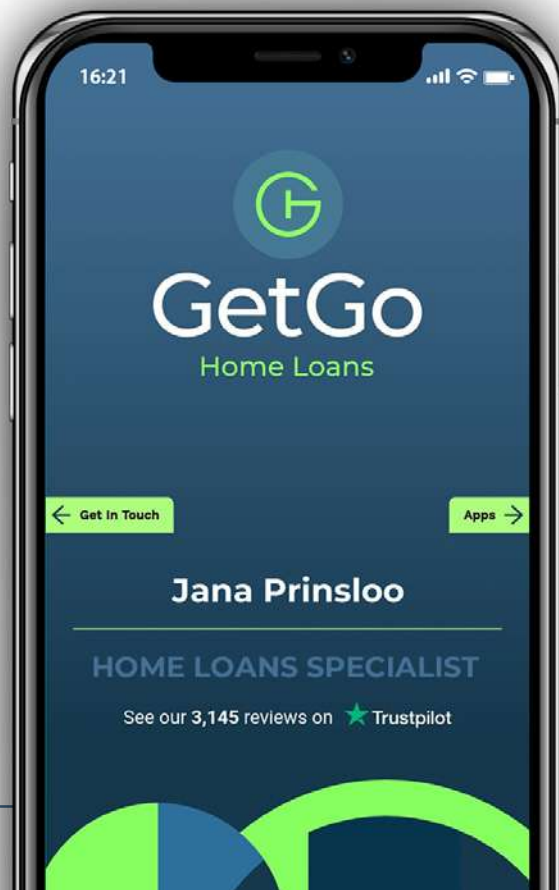 16:21
GetGo
Home Loans
Get In Touch
Apps
Jana Prinsloo
HOME LOANS SPECIALIST
See our 3,145 reviews on Trustpilot